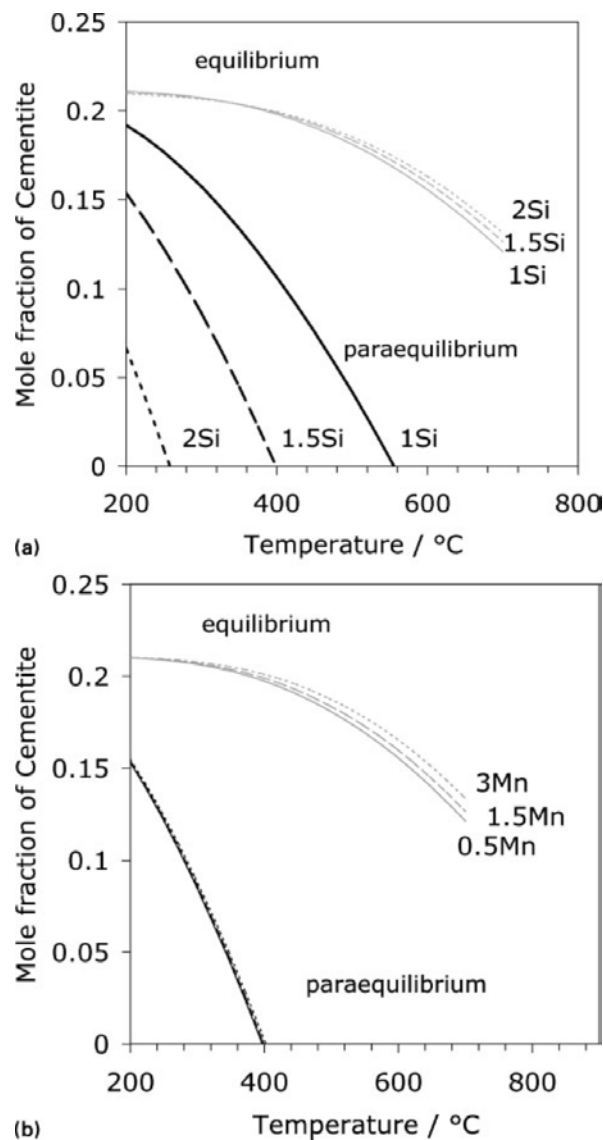 0.25
equilibrium
0.2
0.15
2Si
1.5Si
1Si
0.1
paraequilibrium
0.05
2Si 1.5Si 1Si
0
200 400 600 800
Mole fraction of Cementite
(a) Temperature / °C
0.25
equilibrium
0.2
0.15
3Mn
1.5Mn
0.5Mn
0.1
0.05
paraequilibrium
0
200 400 600 800
Mole fraction of Cementite
(b) Temperature / °C